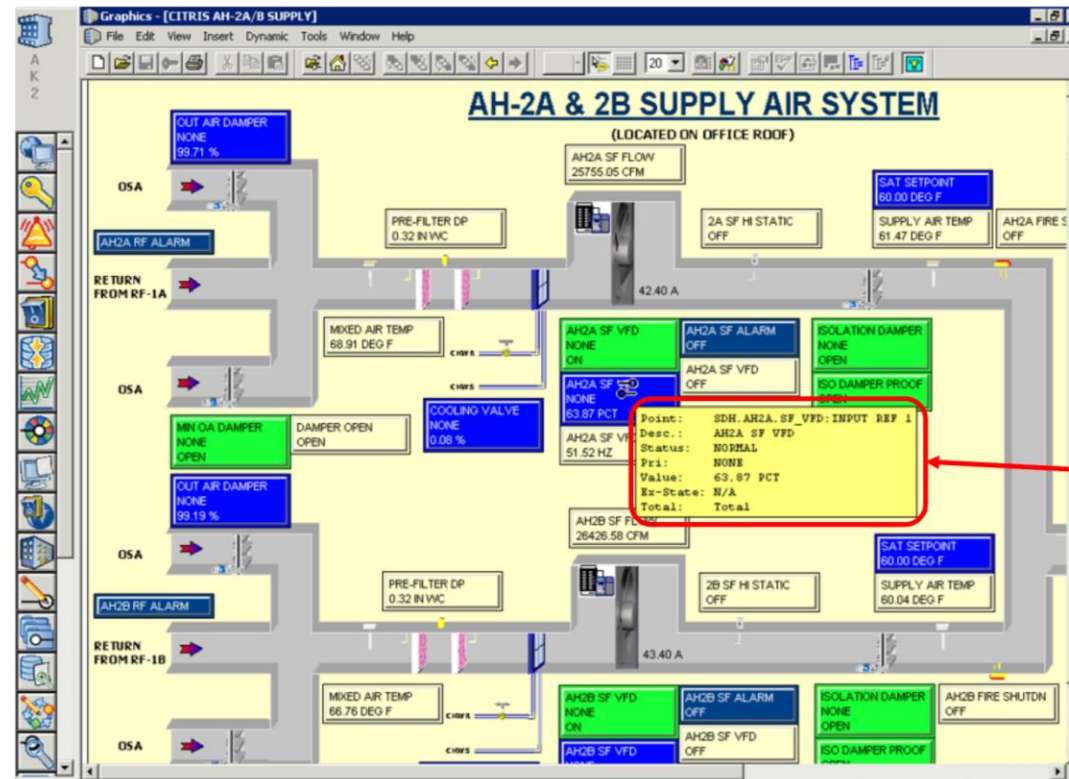 Graphics - [CITRIS AH-2A/B SUPPLY]
File Edit View Insert Dynamic Tools Window Help
A
K
2
20
AH-2A & 2B SUPPLY AIR SYSTEM
(LOCATED ON OFFICE ROOF)
OUT AIR DAMPER
NONE
99.71 %
AH2A SF FLOW
25755.05 CFM
OSA
SAT SETPOINT
60.00 DEG F
PRE-FILTER DP
0.32 IN WC
2A SF HI STATIC
OFF
SUPPLY AIR TEMP
61.47 DEG F
AH2A FIRE S
OFF
AH2A RF ALARM
RETURN
FROM RF-1A
42.40 A
MIXED AIR TEMP
68.91 DEG F
CHWR
AH2A SF VFD
NONE
ON
AH2A SF ALARM
OFF
ISOLATION DAMPER
NONE
OPEN
AH2A SF VFD
OFF
OSA
CHWS
AH2A SF
NONE
63.87 PCT
ISO DAMPER PROOF
OPEN
COOLING VALVE
NONE
0.08 %
MIN OA DAMPER
NONE
OPEN
DAMPER OPEN
OPEN
AH2A SF VF
51.52 HZ
Point: SDH.AH2A.SF_VFD:INPUT REF 1
Desc.: AH2A SF VFD
Status: NORMAL
Pri: NONE
Value: 63.87 PCT
Ex-State: N/A
Total: Total
OUT AIR DAMPER
NONE
99.19 %
AH2B SF FLOW
26426.58 CFM
OSA
SAT SETPOINT
60.00 DEG F
PRE-FILTER DP
0.32 IN WC
2B SF HI STATIC
OFF
SUPPLY AIR TEMP
60.04 DEG F
AH2B RF ALARM
RETURN
FROM RF-1B
43.40 A
MIXED AIR TEMP
66.76 DEG F
CHWR
AH2B SF VFD
NONE
ON
AH2B SF ALARM
OFF
ISOLATION DAMPER
NONE
OPEN
AH2B FIRE SHUTDN
OFF
AH2B SF VFD
OFF
OSA
CHWS
AH2B SF VFD
ISO DAMPER PROOF